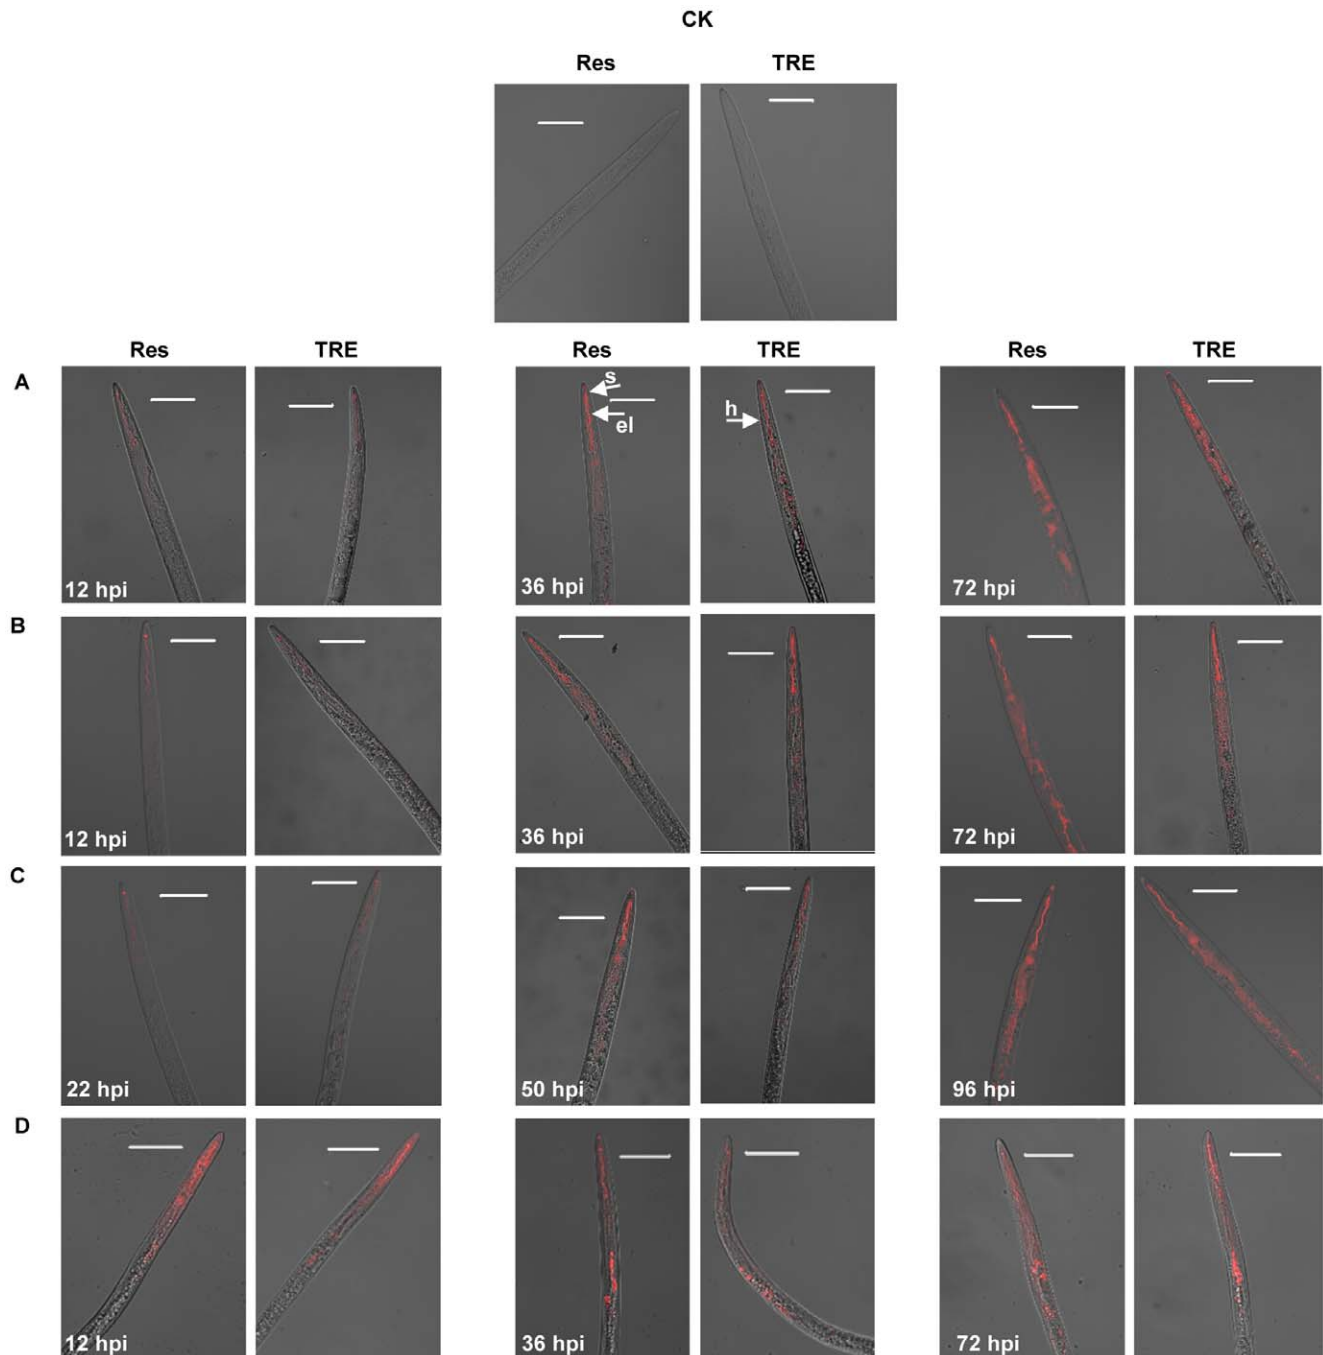 CK
Res TRE
Res TRE Res TRE Res TRE
A
s
el
h
12 hpi 36 hpi 72 hpi
B
12 hpi 36 hpi 72 hpi
C
22 hpi 50 hpi 96 hpi
D
12 hpi 36 hpi 72 hpi